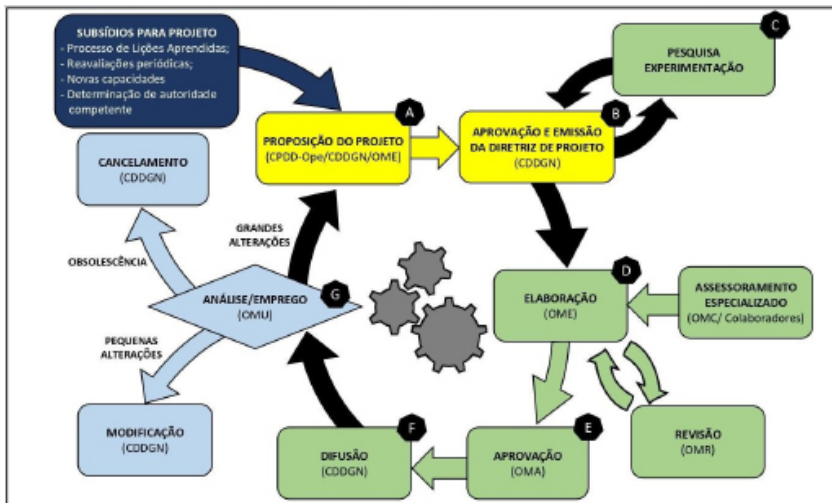 SUBSÍDIOS PARA PROJETO
- Processo de Lições Aprendidas;
- Reavaliações periódicas;
- Novas capacidades
- Determinação de autoridade
competente
C
PESQUISA
EXPERIMENTAÇÃO
A
PROPOSIÇÃO DO PROJETO
(CPDD-Ope/CDDGN/OME)
B
APROVAÇÃO E EMISSÃO
DA DIRETRIZ DE PROJETO
(CDDGN)
CANCELAMENTO
(CDDGN)
GRANDES
ALTERAÇÕES
OBSOLESCÊNCIA
G
ANÁLISE/EMPREGO
(OMU)
D
ELABORAÇÃO
(OME)
ASSESSORAMENTO
ESPECIALIZADO
(OMC/ Colaboradores)
PEQUENAS
ALTERAÇÕES
MODIFICAÇÃO
(CDDGN)
F
DIFUSÃO
(CDDGN)
E
APROVAÇÃO
(OMA)
REVISÃO
(OMR)